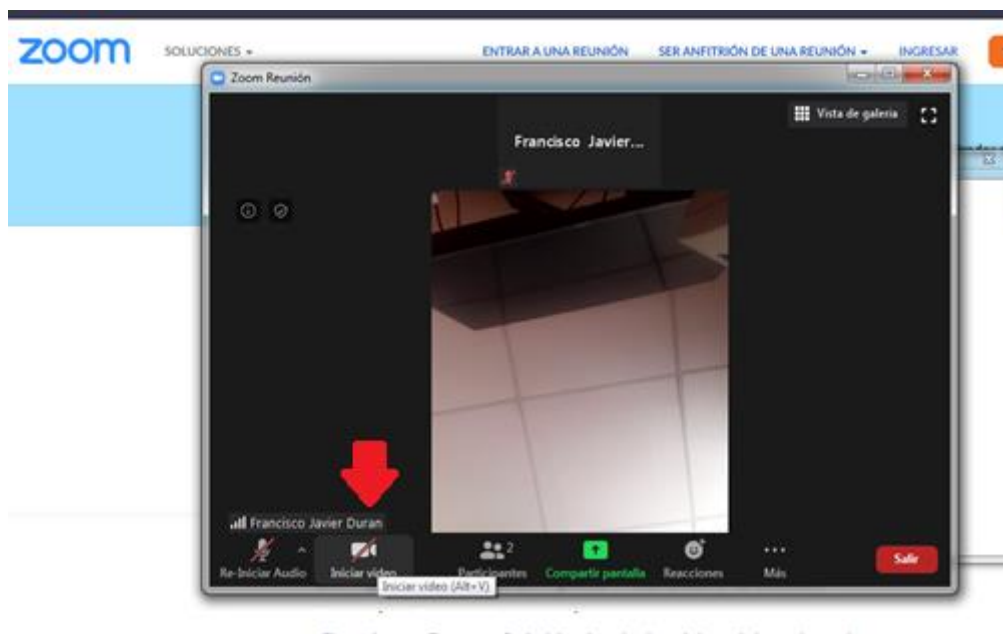 zoom SOLUCIONES ENTRAR A UNA REUNIÓN SER ANFITRIÓN DE UNA REUNIÓN INGRESAR
Zoom Reunión
Vista de galería
Francisco Javier...
Francisco Javier Duran
2
Re-Iniciar Audio Iniciar video Participantes Compartir pantalla Reacciones Más Salir
Iniciar video (Alt+V)